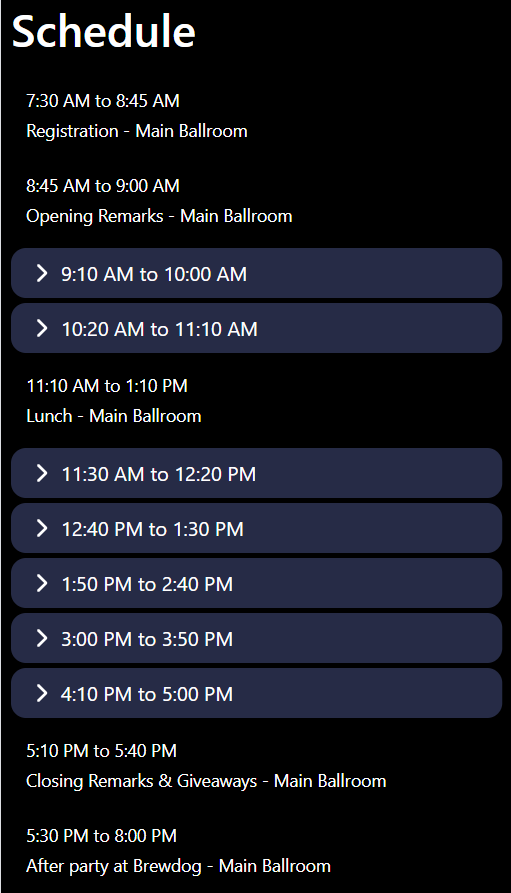 Schedule
7:30 AM to 8:45 AM
Registration - Main Ballroom
8:45 AM to 9:00 AM
Opening Remarks - Main Ballroom
9:10 AM to 10:00 AM
10:20 AM to 11:10 AM
11:10 AM to 1:10 PM
Lunch - Main Ballroom
11:30 AM to 12:20 PM
12:40 PM to 1:30 PM
1:50 PM to 2:40 PM
3:00 PM to 3:50 PM
4:10 PM to 5:00 PM
5:10 PM to 5:40 PM
Closing Remarks & Giveaways - Main Ballroom
5:30 PM to 8:00 PM
After party at Brewdog - Main Ballroom